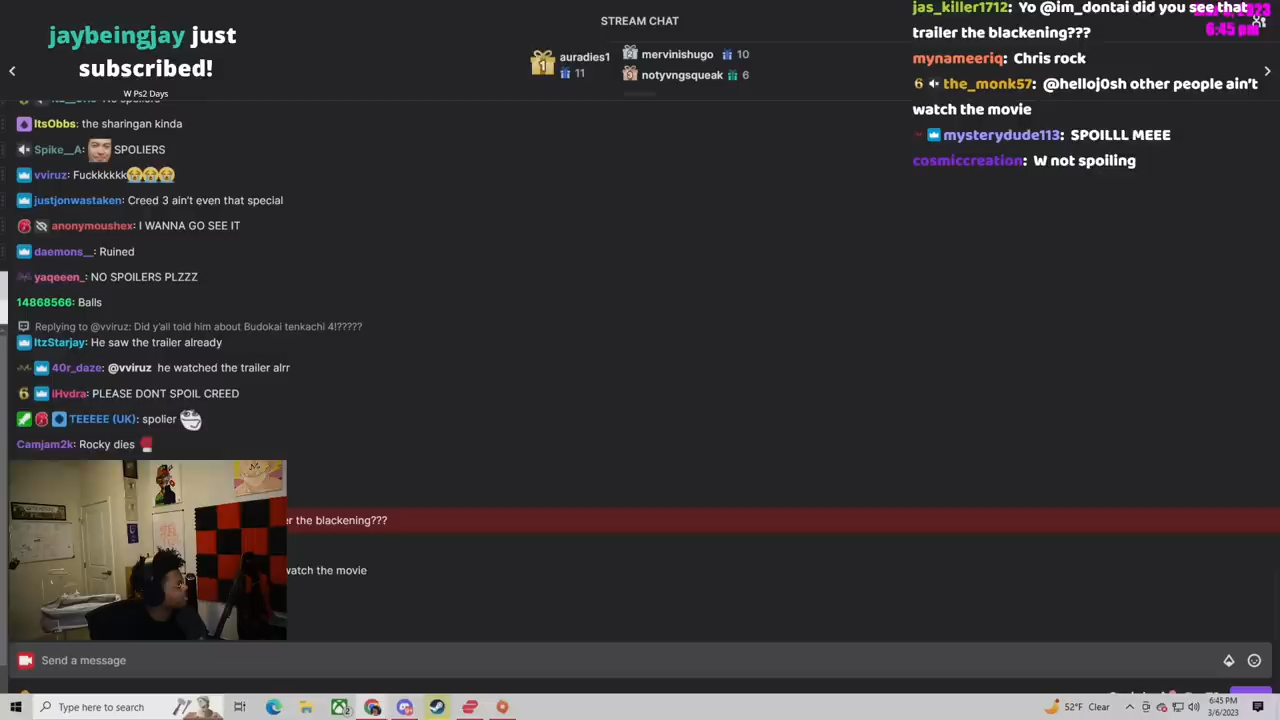 jaybeingjay just
subscribed!
W Ps2 Days
STREAM CHAT
auradies1
11
mervinishugo 10
notyvngsqueak 6
jas_killer1712: Yo @im_dontai did you see that
trailer the blackening???
mynameeriq: Chris rock
the_monk57: @helloj0sh other people ain't
watch the movie
mysterydude113: SPOILLL MEEE
cosmiccreation: W not spoiling
2023
6:45 pm
ItsObbs: the sharingan kinda
Spike__A: SPOLIERS
vviruz: Fuckkkkkk
justjonwastaken: Creed 3 ain't even that special
anonymoushex: I WANNA GO SEE IT
daemons__: Ruined
yaqeeen_: NO SPOILERS PLZZZ
14868566: Balls
Replying to @vviruz: Did y'all told him about Budokai tenkachi 4!?????
ItzStarjay: He saw the trailer already
40r_daze: @vviruz he watched the trailer alrr
iHvdra: PLEASE DONT SPOIL CREED
TEEEEE (UK): spolier
Camjam2k: Rocky dies
er the blackening???
watch the movie
Send a message
Type here to search
52°F Clear
6:45 PM
3/6/2023